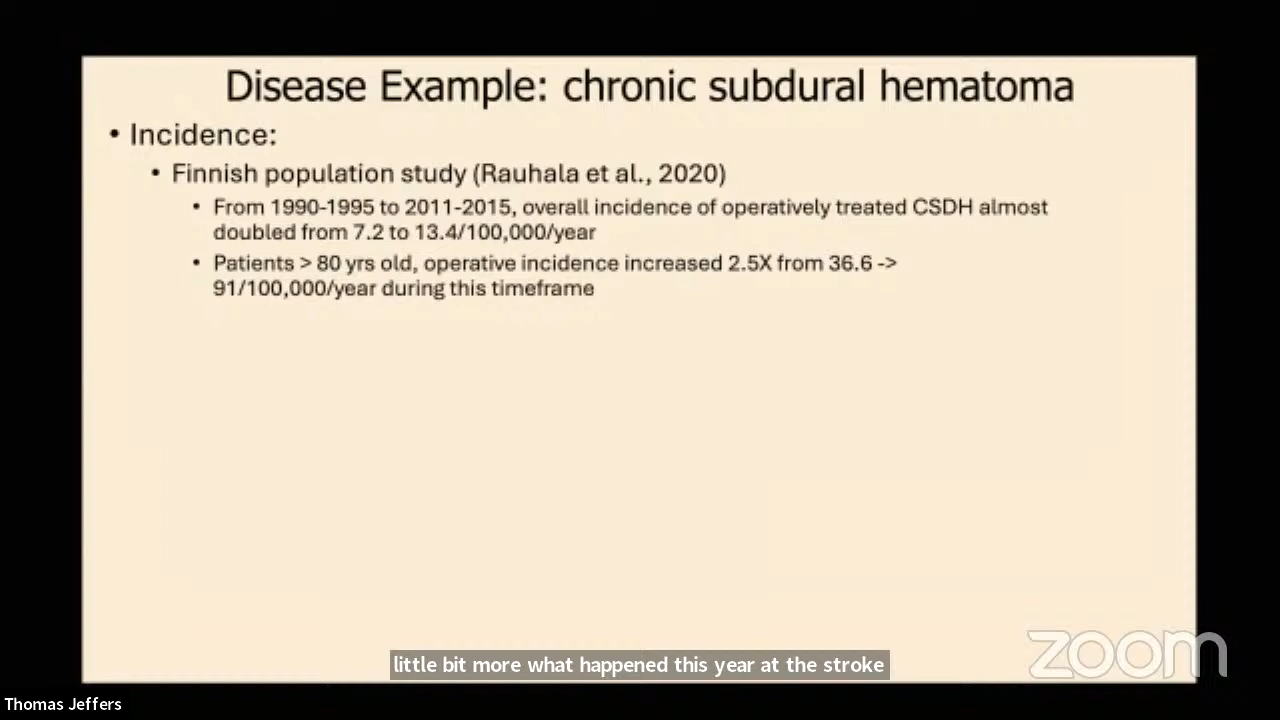 Disease Example: chronic subdural hematoma
• Incidence:
• Finnish population study (Rauhala et al., 2020)
• From 1990-1995 to 2011-2015, overall incidence of operatively treated CSDH almost
doubled from 7.2 to 13.4/100,000/year
• Patients > 80 yrs old, operative incidence increased 2.5X from 36.6 ->
91/100,000/year during this timeframe
little bit more what happened this year at the stroke
zoom
Thomas Jeffers